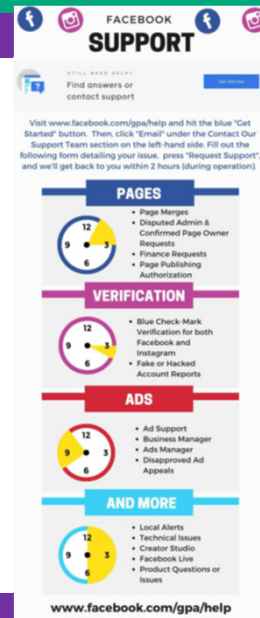 FACEBOOK
SUPPORT
STILL NEED HELP?
Find answers or
contact support
Get Started
Visit www.facebook.com/gpa/help and hit the blue "Get
Started" button. Then, click "Email" under the Contact Our
Support Team section on the left-hand side. Fill out the
following form detailing your issue, press "Request Support",
and we'll get back to you within 2 hours (during operation).
PAGES
12
9
3
6
• Page Merges
• Disputed Admin &
Confirmed Page Owner
Requests
• Finance Requests
• Page Publishing
Authorization
VERIFICATION
12
9
3
6
• Blue Check-Mark
Verification for both
Facebook and
Instagram
• Fake or Hacked
Account Reports
ADS
12
9
3
6
• Ad Support
• Business Manager
• Ads Manager
• Disapproved Ad
Appeals
AND MORE
12
9
3
6
• Local Alerts
• Technical Issues
• Creator Studio
• Facebook Live
• Product Questions or
Issues
www.facebook.com/gpa/help